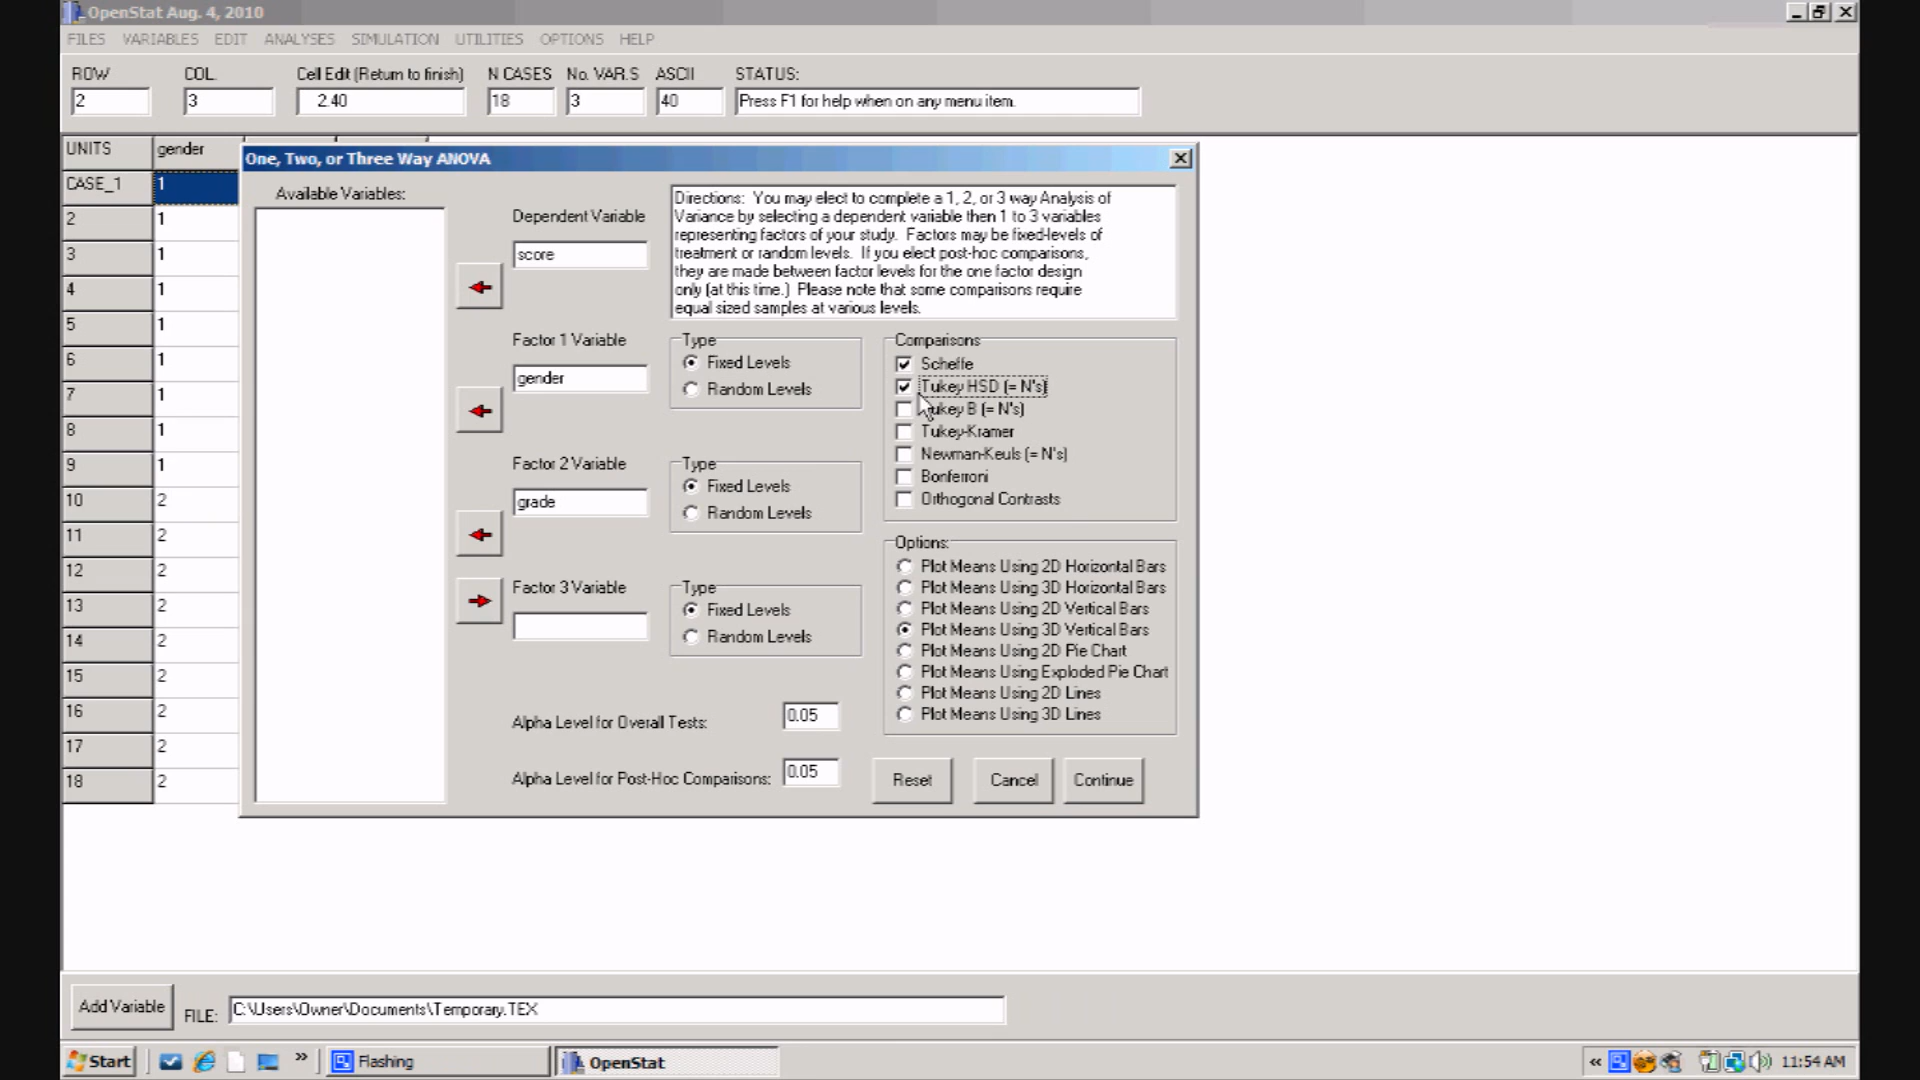 OpenStat Aug. 4, 2010
FILES VARIABLES EDIT ANALYSES SIMULATION UTILITIES OPTIONS HELP
ROW COL. Cell Edit (Return to finish) N CASES No. VAR.S ASCII STATUS:
2 3 2.40 18 3 40 Press F1 for help when on any menu item.
UNITS gender
CASE_1 1
2 1
3 1
4 1
5 1
6 1
7 1
8 1
9 1
10 2
11 2
12 2
13 2
14 2
15 2
16 2
17 2
18 2
One, Two, or Three Way ANOVA
Available Variables:
Dependent Variable
score
Directions: You may elect to complete a 1, 2, or 3 way Analysis of
Variance by selecting a dependent variable then 1 to 3 variables
representing factors of your study. Factors may be fixed-levels of
treatment or random levels. If you elect post-hoc comparisons,
they are made between factor levels for the one factor design
only (at this time.) Please note that some comparisons require
equal sized samples at various levels.
Factor 1 Variable
gender
Type
Fixed Levels
Random Levels
Factor 2 Variable
grade
Type
Fixed Levels
Random Levels
Factor 3 Variable
Type
Fixed Levels
Random Levels
Comparisons
Scheffe
Tukey HSD (= N's)
Tukey B (= N's)
Tukey-Kramer
Newman-Keuls (= N's)
Bonferroni
Orthogonal Contrasts
Options:
Plot Means Using 2D Horizontal Bars
Plot Means Using 3D Horizontal Bars
Plot Means Using 2D Vertical Bars
Plot Means Using 3D Vertical Bars
Plot Means Using 2D Pie Chart
Plot Means Using Exploded Pie Chart
Plot Means Using 2D Lines
Plot Means Using 3D Lines
Alpha Level for Overall Tests: 0.05
Alpha Level for Post-Hoc Comparisons: 0.05
Reset Cancel Continue
Add Variable FILE: C:\Users\Owner\Documents\Temporary.TEX
Start » Flashing OpenStat « 11:54 AM